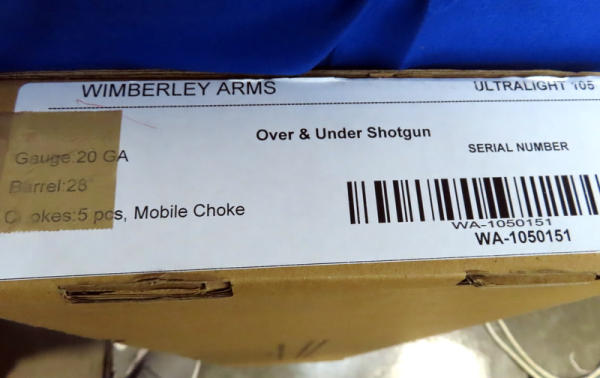 WIMBERLEY ARMS ULTRALIGHT 105
Over & Under Shotgun
SERIAL NUMBER
Gauge:20 GA
Barrel:28"
Chokes:5 pcs, Mobile Choke
WA-1050151
WA-1050151